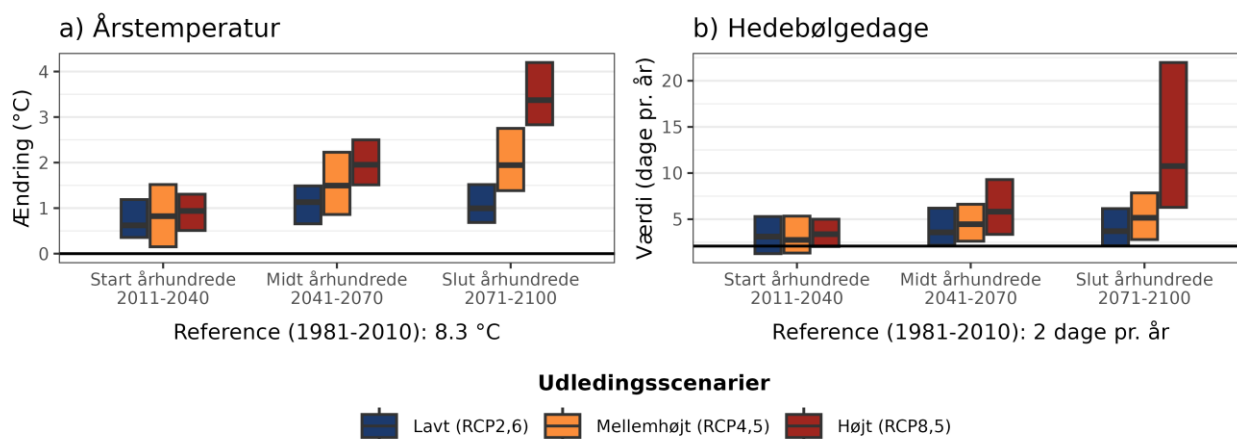 a) Årstemperatur
Ændring (°C)
4
3
2
1
0
Start århundrede
2011-2040
Midt århundrede
2041-2070
Slut århundrede
2071-2100
Reference (1981-2010): 8.3 °C
b) Hedebølgedage
Værdi (dage pr. år)
20
15
10
5
Start århundrede
2011-2040
Midt århundrede
2041-2070
Slut århundrede
2071-2100
Reference (1981-2010): 2 dage pr. år
Udledingsscenarier
Lavt (RCP2,6)
Mellemhøjt (RCP4,5)
Højt (RCP8,5)